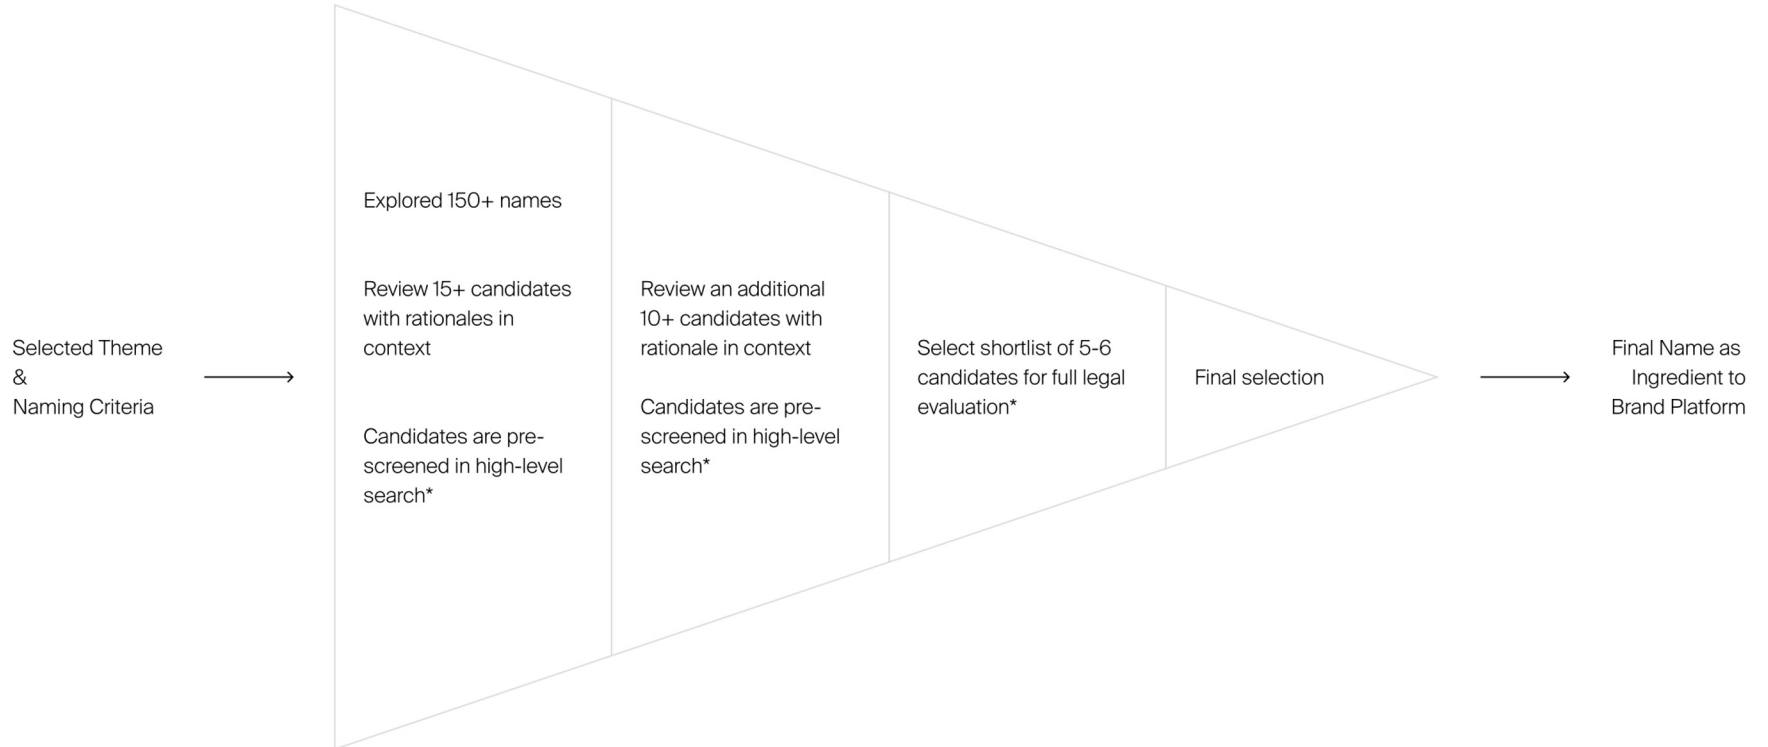 Selected Theme
&
Naming Criteria
Explored 150+ names
Review 15+ candidates
with rationales in
context
Candidates are pre-
screened in high-level
search*
Review an additional
10+ candidates with
rationale in context
Candidates are pre-
screened in high-level
search*
Select shortlist of 5-6
candidates for full legal
evaluation*
Final selection
Final Name as
Ingredient to
Brand Platform